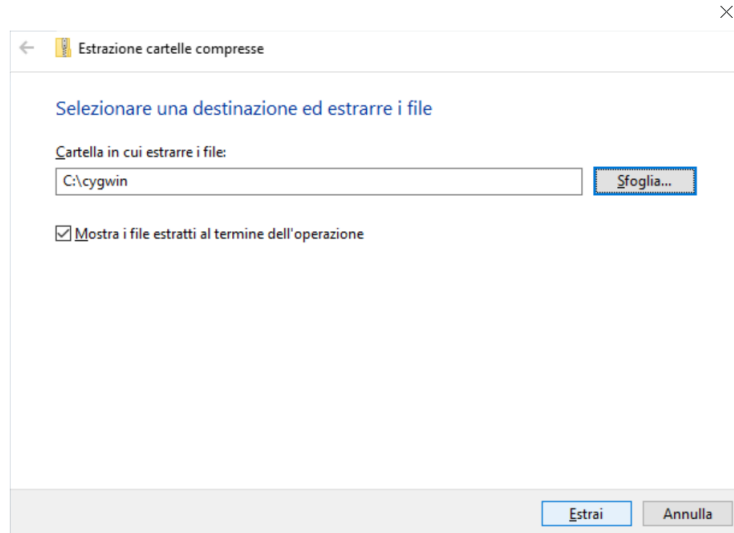 Estrazione cartelle compresse
Selezionare una destinazione ed estrarre i file
Cartella in cui estrarre i file:
C:\cygwin
Sfoglia...
Mostra i file estratti al termine dell'operazione
Estrai
Annulla